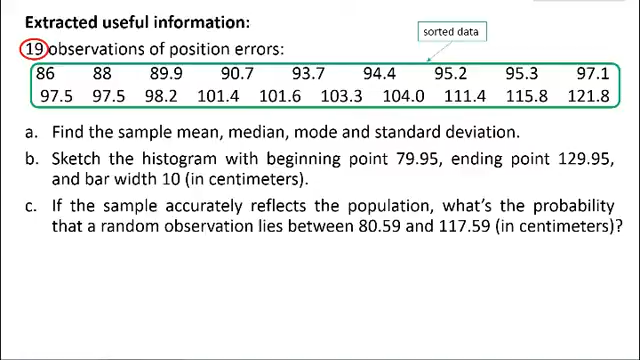 Extracted useful information:
sorted data
19 observations of position errors:
86 88 89.9 90.7 93.7 94.4 95.2 95.3 97.1
97.5 97.5 98.2 101.4 101.6 103.3 104.0 111.4 115.8 121.8
a. Find the sample mean, median, mode and standard deviation.
b. Sketch the histogram with beginning point 79.95, ending point 129.95,
and bar width 10 (in centimeters).
c. If the sample accurately reflects the population, what's the probability
that a random observation lies between 80.59 and 117.59 (in centimeters)?